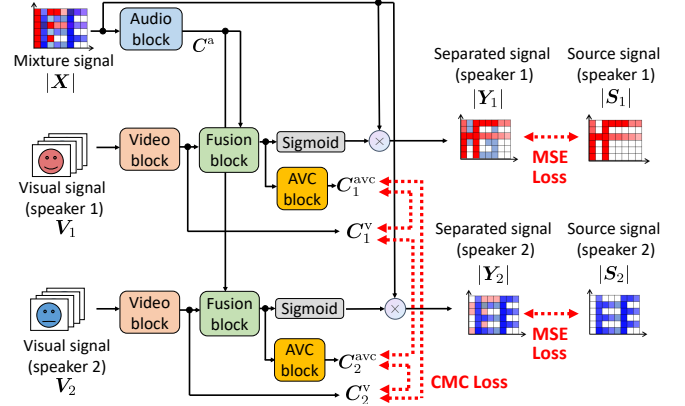 Mixture signal
|X|
Audio
block
C^a
Visual signal
(speaker 1)
V_1
Video
block
Fusion
block
Sigmoid
×
AVC
block
C_1^avc
C_1^v
Separated signal
(speaker 1)
|Y_1|
Source signal
(speaker 1)
|S_1|
MSE
Loss
Visual signal
(speaker 2)
V_2
Video
block
Fusion
block
Sigmoid
×
AVC
block
C_2^avc
C_2^v
CMC Loss
Separated signal
(speaker 2)
|Y_2|
Source signal
(speaker 2)
|S_2|
MSE
Loss